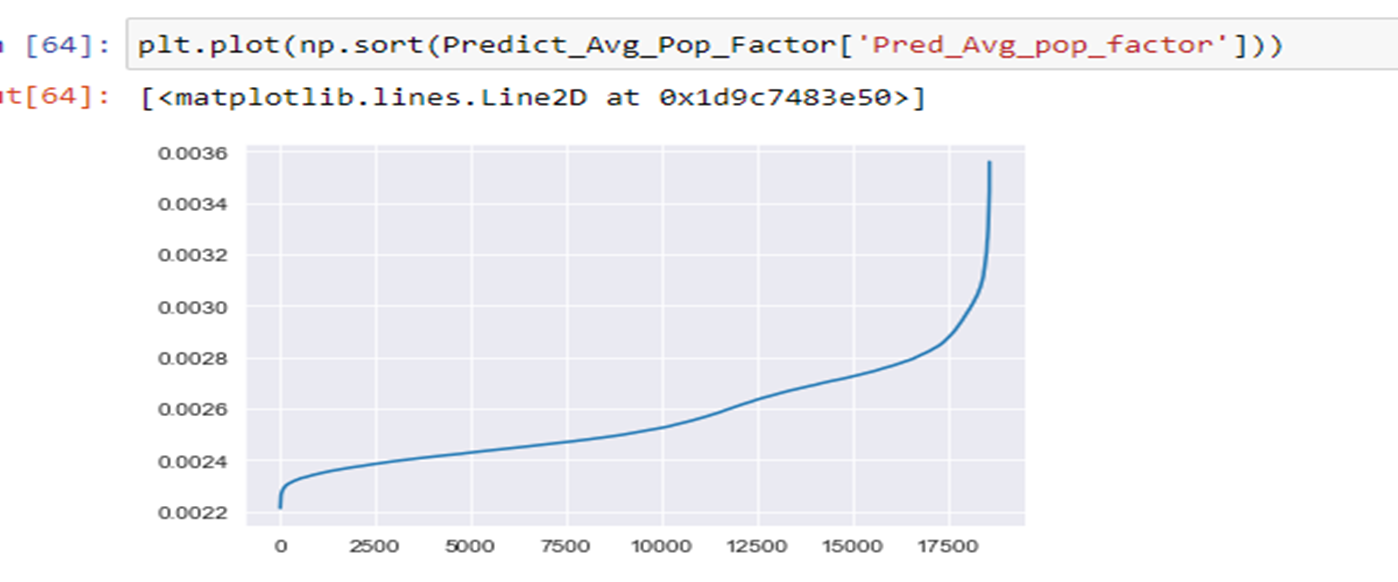 [64]: plt.plot(np.sort(Predict_Avg_Pop_Factor['Pred_Avg_pop_factor']))
ut[64]: [<matplotlib.lines.Line2D at 0x1d9c7483e50>]
0.0036
0.0034
0.0032
0.0030
0.0028
0.0026
0.0024
0.0022
0 2500 5000 7500 10000 12500 15000 17500